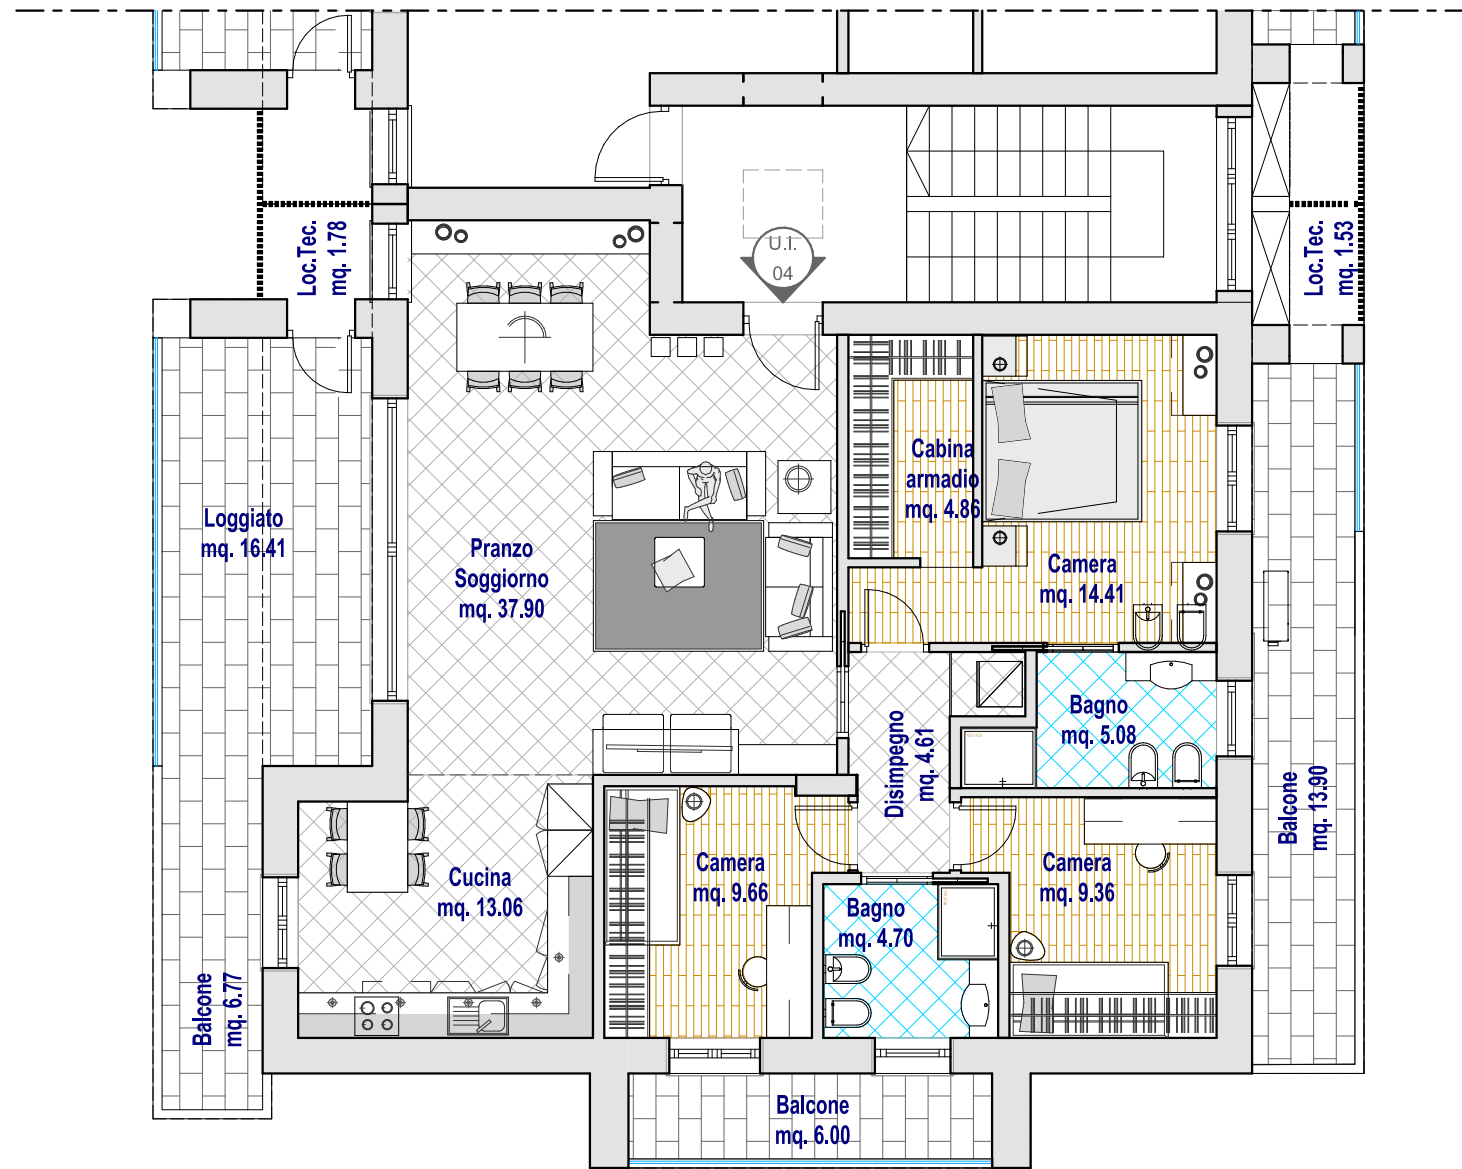 Loc.Tec.
mq. 1.78
U.I.
04
Loc.Tec.
mq. 1.53
Cabina
armadio
mq. 4.86
Loggiato
mq. 16.41
Pranzo
Soggiorno
mq. 37.90
Camera
mq. 14.41
Bagno
mq. 5.08
Disimpegno
mq. 4.61
Balcone
mq. 13.90
Cucina
mq. 13.06
Camera
mq. 9.66
Bagno
mq. 4.70
Camera
mq. 9.36
Balcone
mq. 6.77
Balcone
mq. 6.00